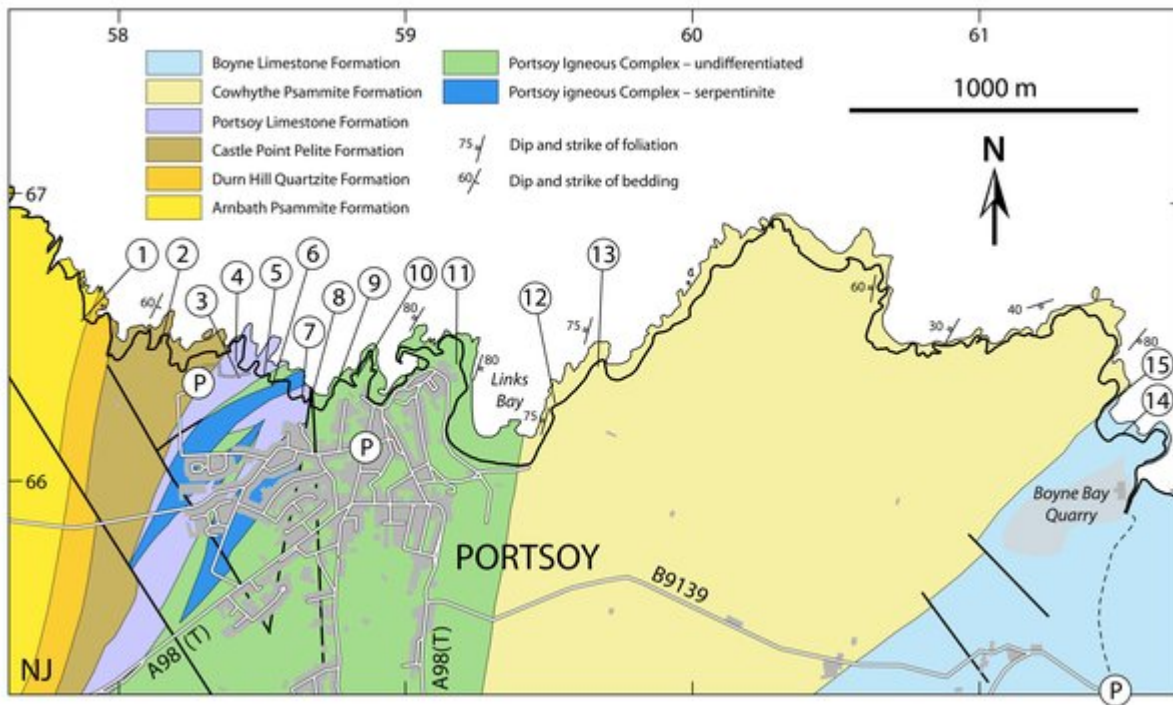 58
59
60
61
Boyne Limestone Formation
Cowhythe Psammite Formation
Portsoy Limestone Formation
Castle Point Pelite Formation
Durn Hill Quartzite Formation
Arnbath Psammite Formation
Portsoy Igneous Complex – undifferentiated
Portsoy igneous Complex – serpentinite
75 Dip and strike of foliation
60 Dip and strike of bedding
1000 m
N
67
1
2
3
4
5
6
7
8
9
10
11
12
13
60
80
80
75
75
60
30
40
80
15
14
P
Links
Bay
P
66
Boyne Bay
Quarry
PORTSOY
B9139
A98 (T)
A98(T)
NJ
P